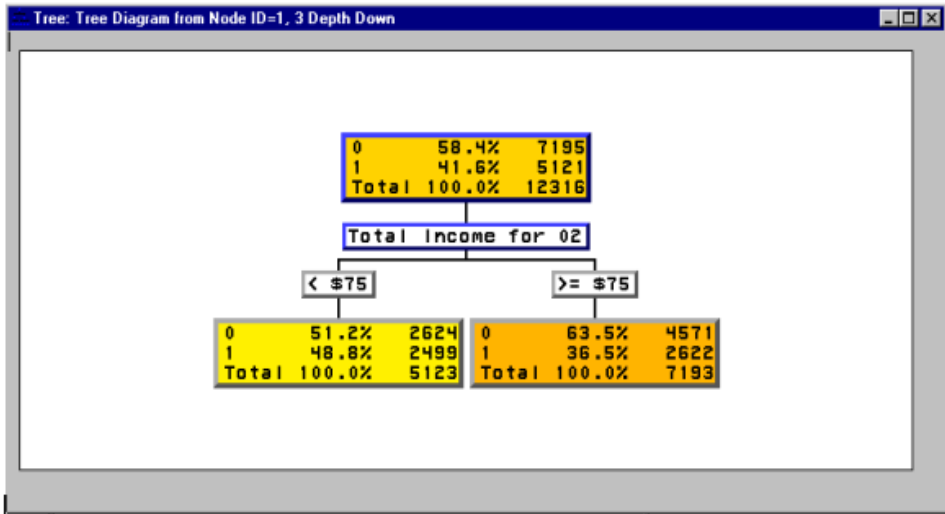 Tree: Tree Diagram from Node ID=1, 3 Depth Down
0 58.4% 7195
1 41.6% 5121
Total 100.0% 12316
Total Income for 02
< $75 >= $75
0 51.2% 2624
1 48.8% 2499
Total 100.0% 5123
0 63.5% 4571
1 36.5% 2622
Total 100.0% 7193